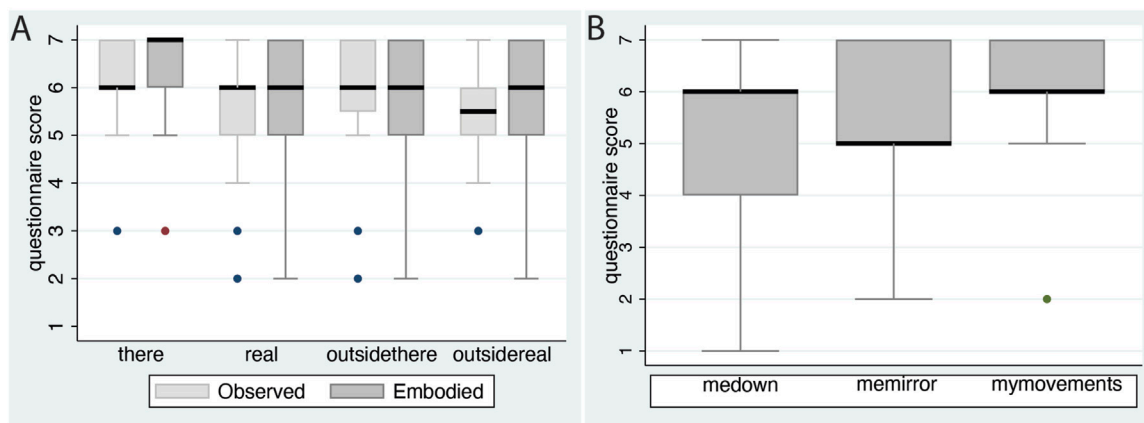 A
questionnaire score
7
6
5
4
3
2
1
there real outsidethere outsidereal
Observed Embodied
B
questionnaire score
7
6
5
4
3
2
1
medown memirror mymovements